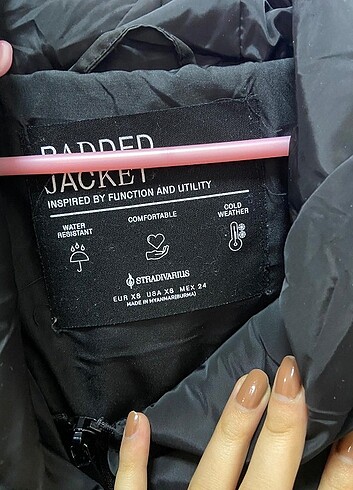 PADDED
JACKET
INSPIRED BY FUNCTION AND UTILITY
WATER
RESISTANT
COMFORTABLE
COLD
WEATHER
STRADIVARIUS
EUR XS USA XS MEX 24
MADE IN MYANMAR(BURMA)